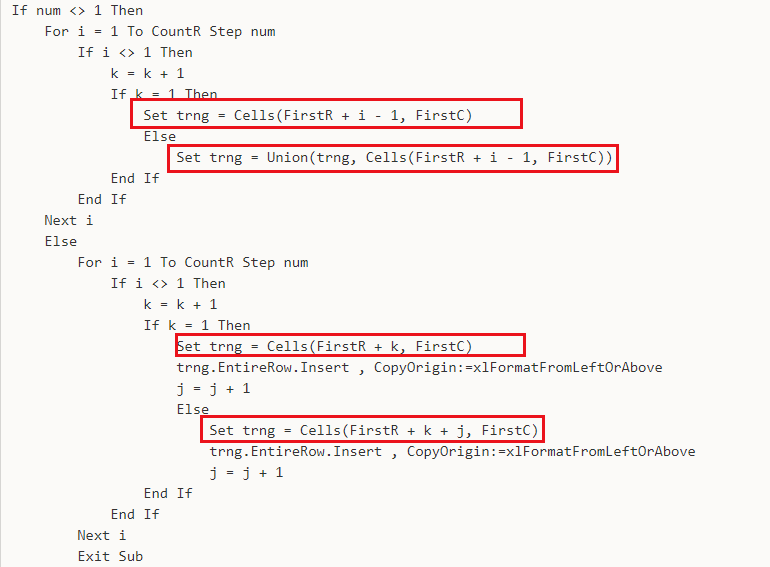 If num <> 1 Then
For i = 1 To CountR Step num
If i <> 1 Then
k = k + 1
If k = 1 Then
Set trng = Cells(FirstR + i - 1, FirstC)
Else
Set trng = Union(trng, Cells(FirstR + i - 1, FirstC))
End If
End If
Next i
Else
For i = 1 To CountR Step num
If i <> 1 Then
k = k + 1
If k = 1 Then
Set trng = Cells(FirstR + k, FirstC)
trng.EntireRow.Insert , CopyOrigin:=xlFormatFromLeftOrAbove
j = j + 1
Else
Set trng = Cells(FirstR + k + j, FirstC)
trng.EntireRow.Insert , CopyOrigin:=xlFormatFromLeftOrAbove
j = j + 1
End If
End If
Next i
Exit Sub